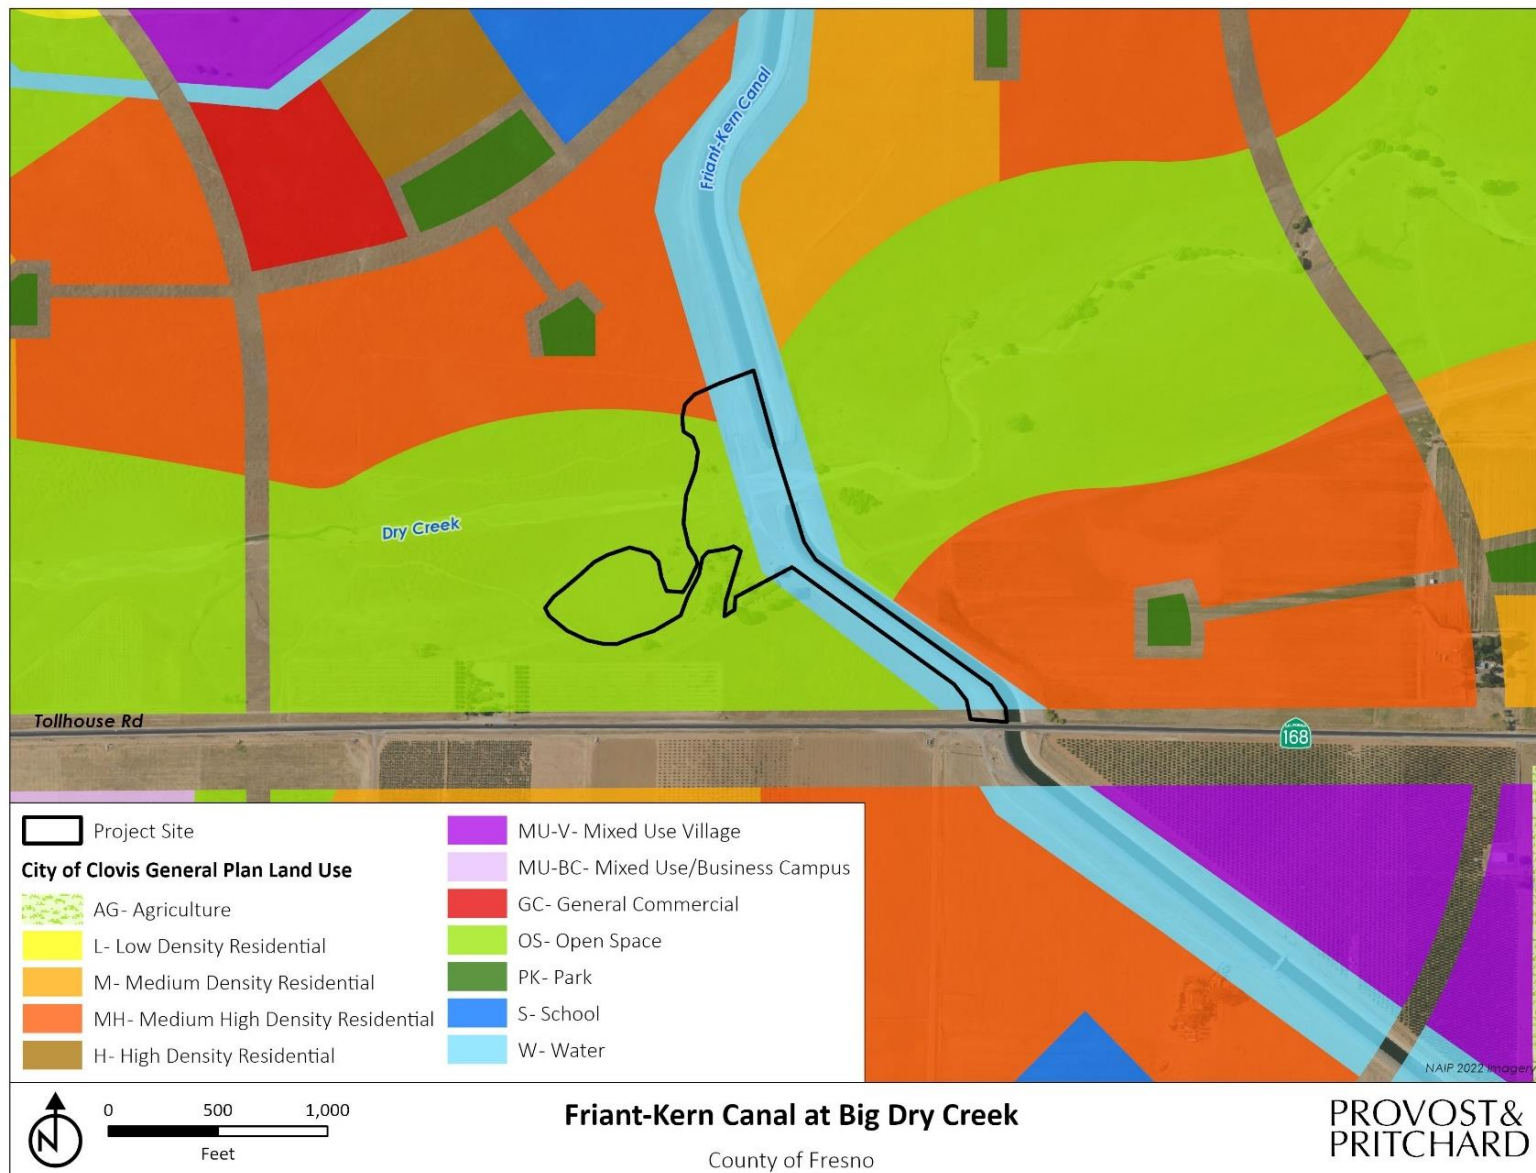 Friant-Kern Canal
Dry Creek
Tollhouse Rd
CALIFORNIA
168
Project Site
City of Clovis General Plan Land Use
AG- Agriculture
L- Low Density Residential
M- Medium Density Residential
MH- Medium High Density Residential
H- High Density Residential
MU-V- Mixed Use Village
MU-BC- Mixed Use/Business Campus
GC- General Commercial
OS- Open Space
PK- Park
S- School
W- Water
NAIP 2022 Imagery
N
0 500 1,000
Feet
Friant-Kern Canal at Big Dry Creek
County of Fresno
PROVOST&
PRITCHARD